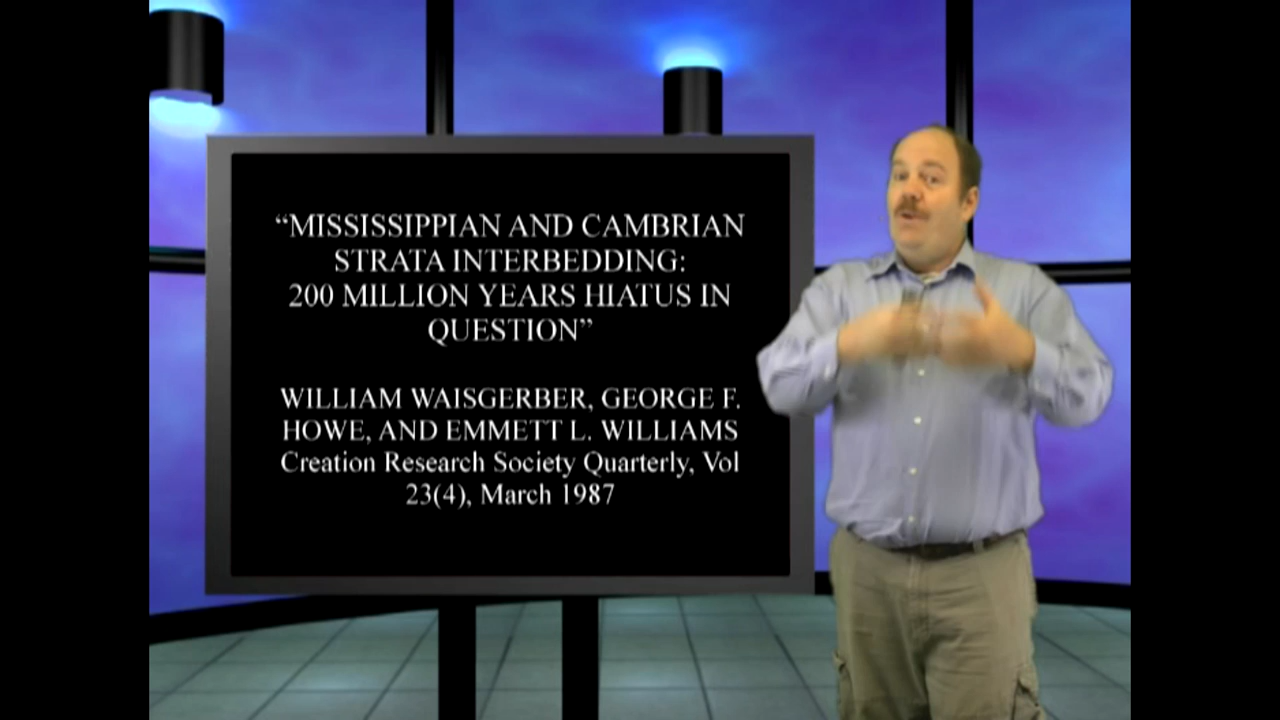 “MISSISSIPPIAN AND CAMBRIAN
STRATA INTERBEDDING:
200 MILLION YEARS HIATUS IN
QUESTION”
WILLIAM WAISGERBER, GEORGE F.
HOWE, AND EMMETT L. WILLIAMS
Creation Research Society Quarterly, Vol
23(4), March 1987